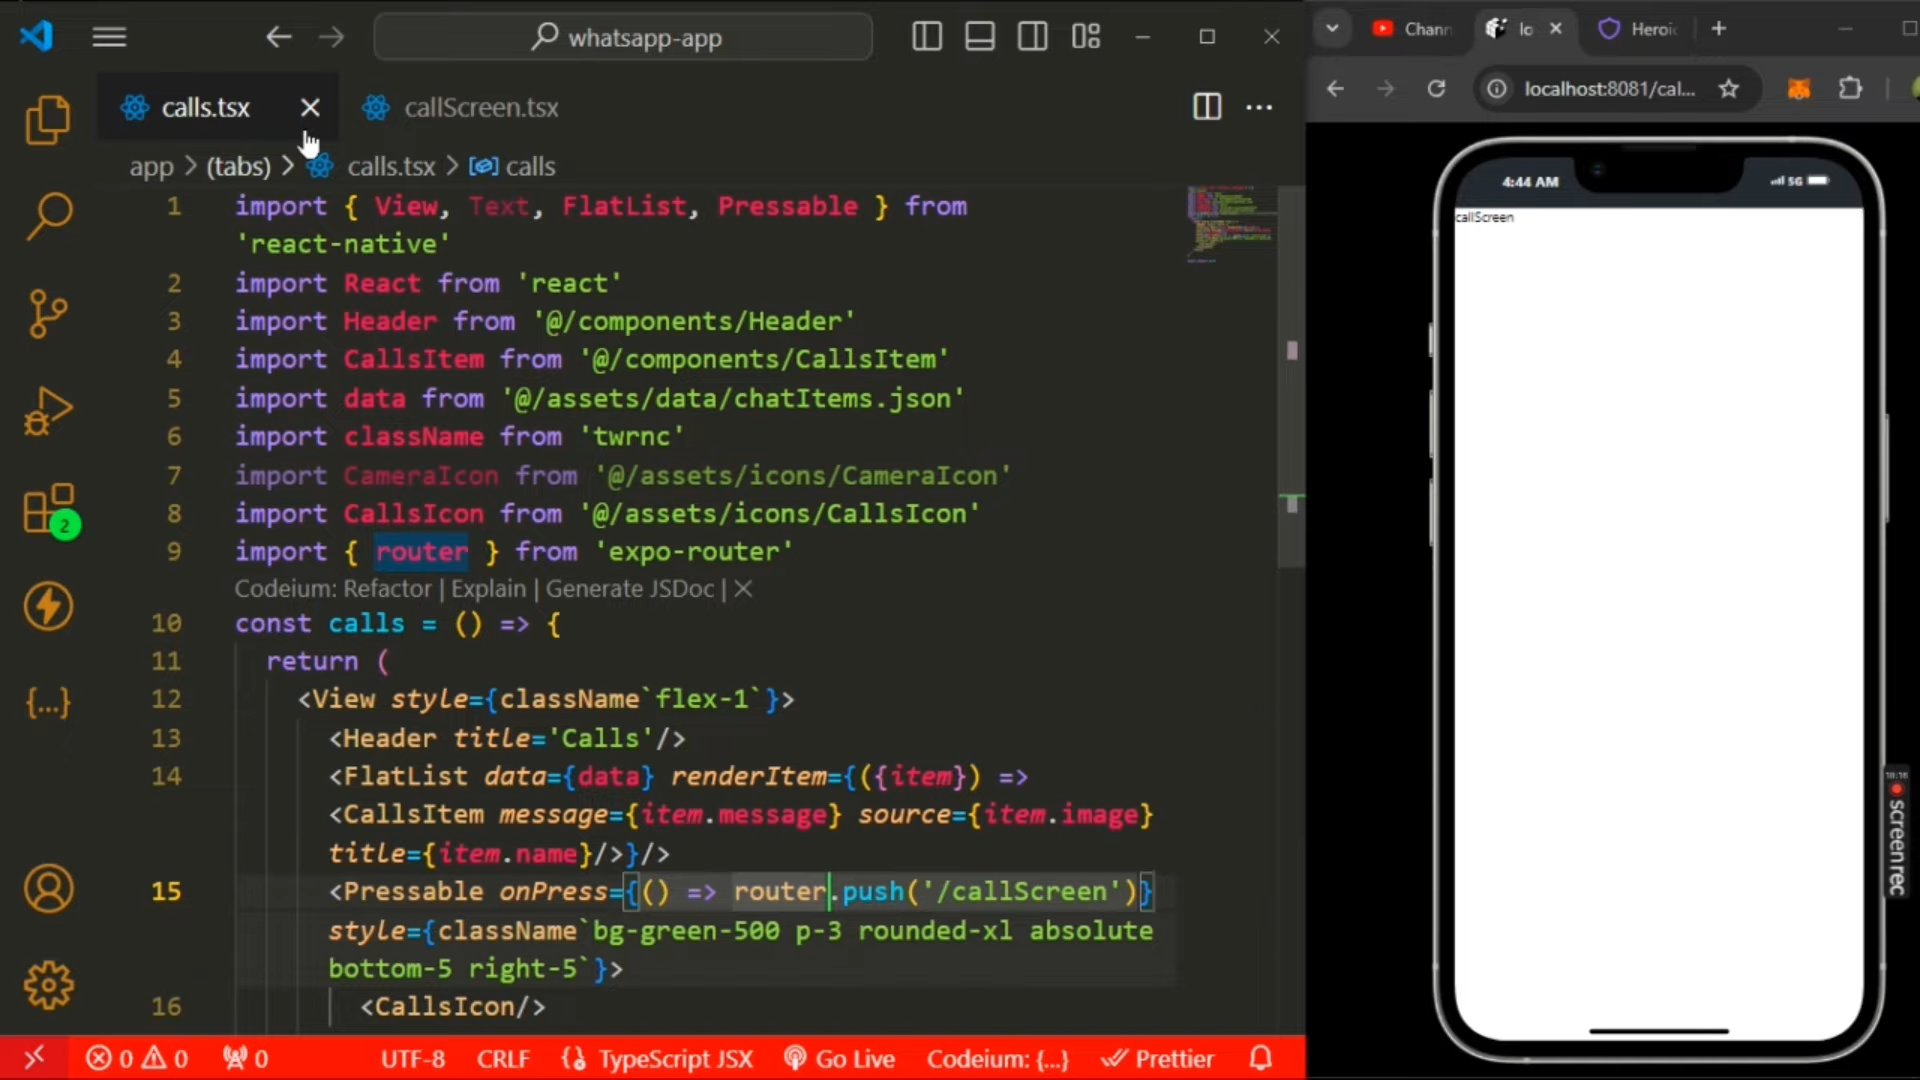 whatsapp-app
calls.tsx
callScreen.tsx
app > (tabs) > calls.tsx > calls
1 import { View, Text, FlatList, Pressable } from
'react-native'
2 import React from 'react'
3 import Header from '@/components/Header'
4 import CallsItem from '@/components/CallsItem'
5 import data from '@/assets/data/chatItems.json'
6 import className from 'twrnc'
7 import CameraIcon from '@/assets/icons/CameraIcon'
8 import CallsIcon from '@/assets/icons/CallsIcon'
9 import { router } from 'expo-router'
Codeium: Refactor | Explain | Generate JSDoc | X
10 const calls = () => {
11 return (
12 <View style={className`flex-1`}>
13 <Header title='Calls'/>
14 <FlatList data={data} renderItem={({item}) =>
<CallsItem message={item.message} source={item.image}
title={item.name}/>}/>
15 <Pressable onPress={() => router.push('/callScreen')}
style={className`bg-green-500 p-3 rounded-xl absolute
bottom-5 right-5`}>
16 <CallsIcon/>
2
{...}
0 0 0 UTF-8 CRLF TypeScript JSX Go Live Codeium: {...} Prettier
Chann
lo
Heroic
localhost:8081/cal...
4:44 AM
5G
callScreen
screenrec